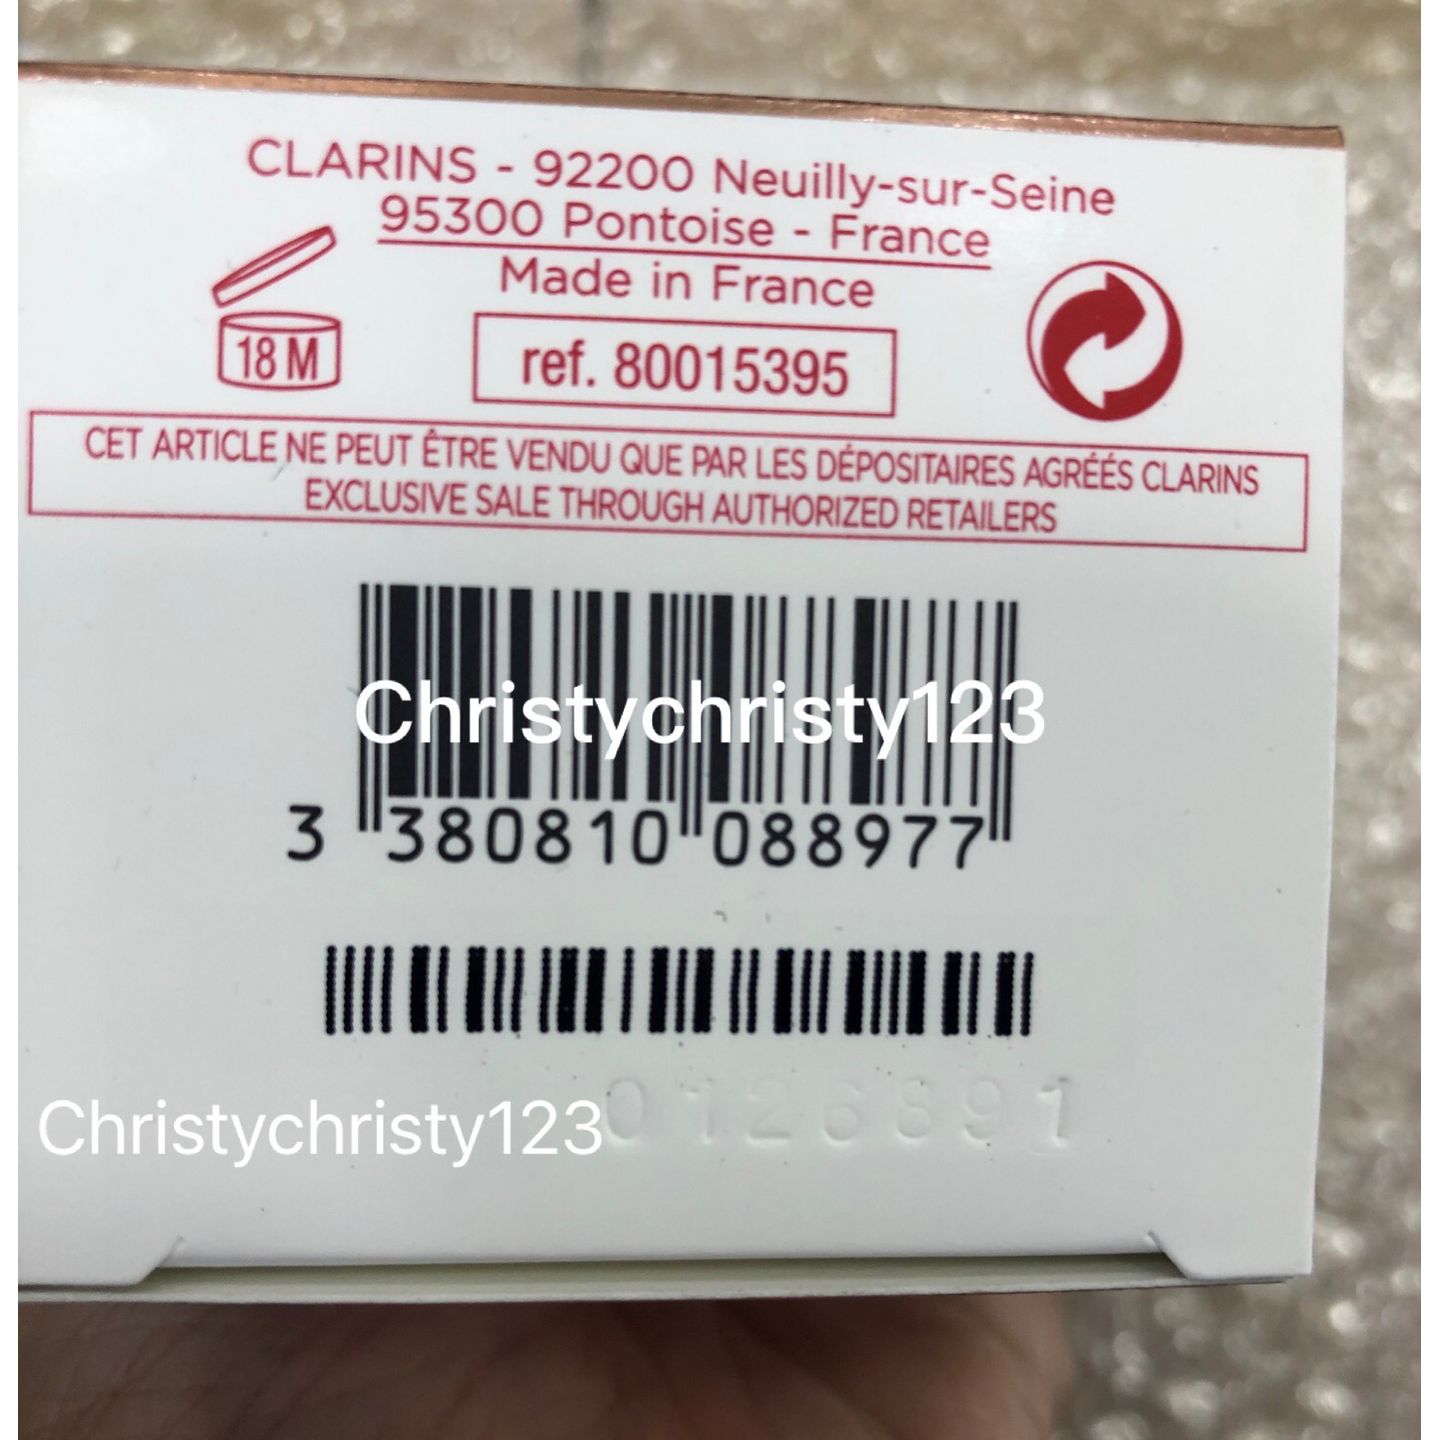 CLARINS - 92200 Neuilly-sur-Seine
95300 Pontoise - France
Made in France
18 M
ref. 80015395
CET ARTICLE NE PEUT ÊTRE VENDU QUE PAR LES DÉPOSITAIRES AGRÉÉS CLARINS
EXCLUSIVE SALE THROUGH AUTHORIZED RETAILERS
Christychristy123
3 380810 088977
Christychristy123
0126891